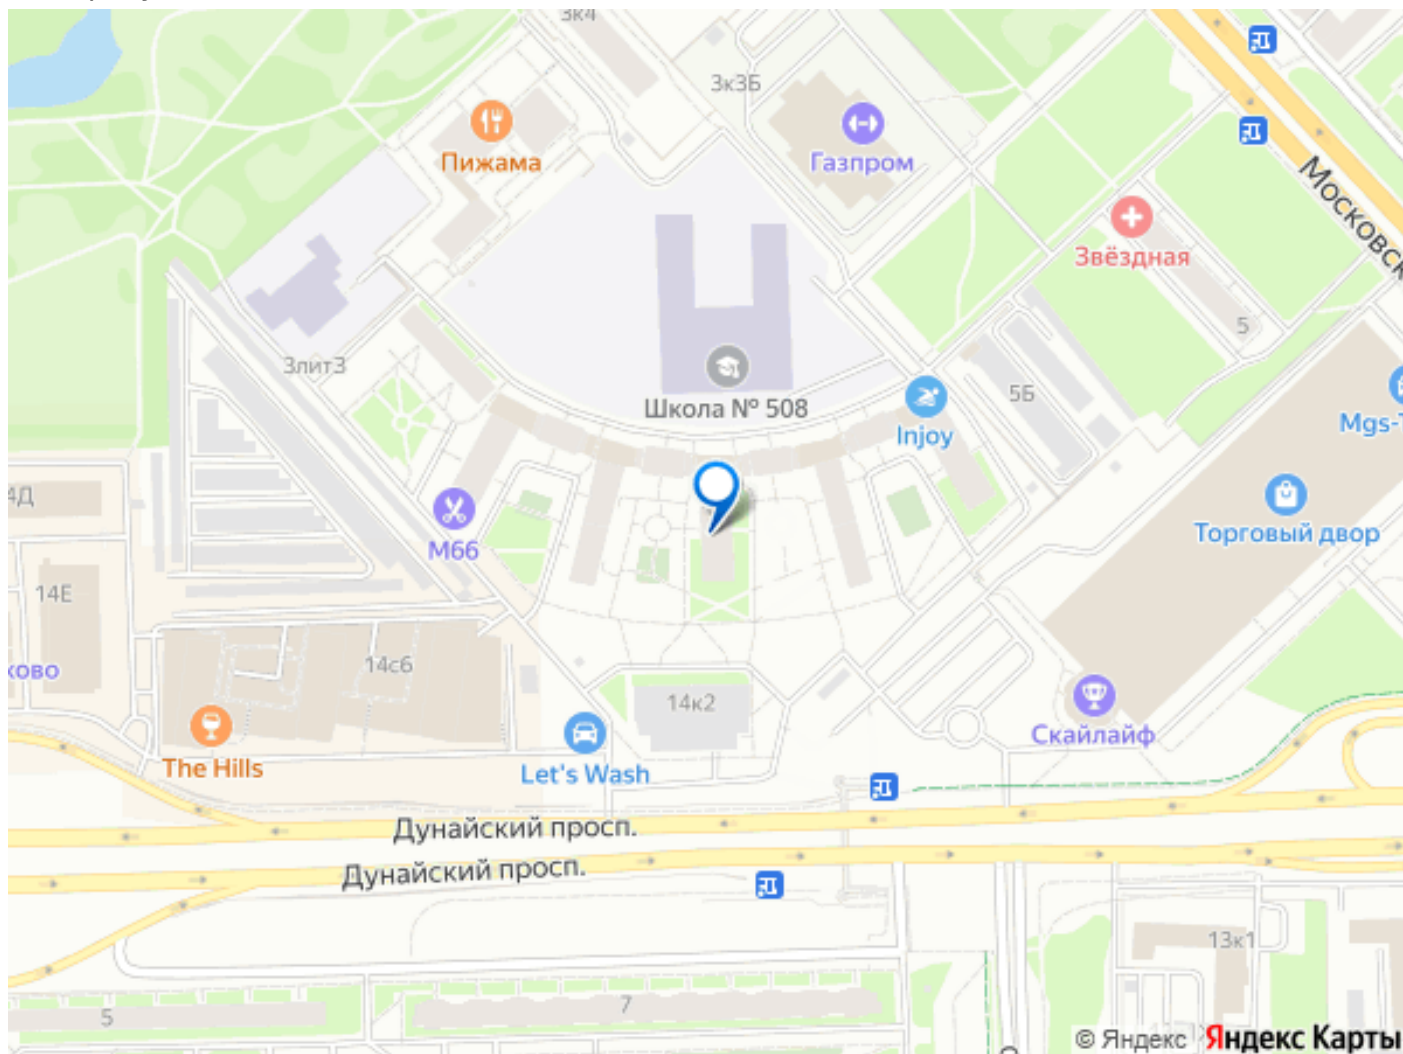 3к4
3к3Б
Пижама
Газпром
Московск
Звёздная
5
3лит3
Школа № 508
5Б
Injoy
Mgs-
4Д
М66
Торговый двор
14Е
ково
14с6
14к2
The Hills
Let's Wash
Скайлайф
Дунайский просп.
Дунайский просп.
13к1
5
7
© Яндекс Яндекс Карты